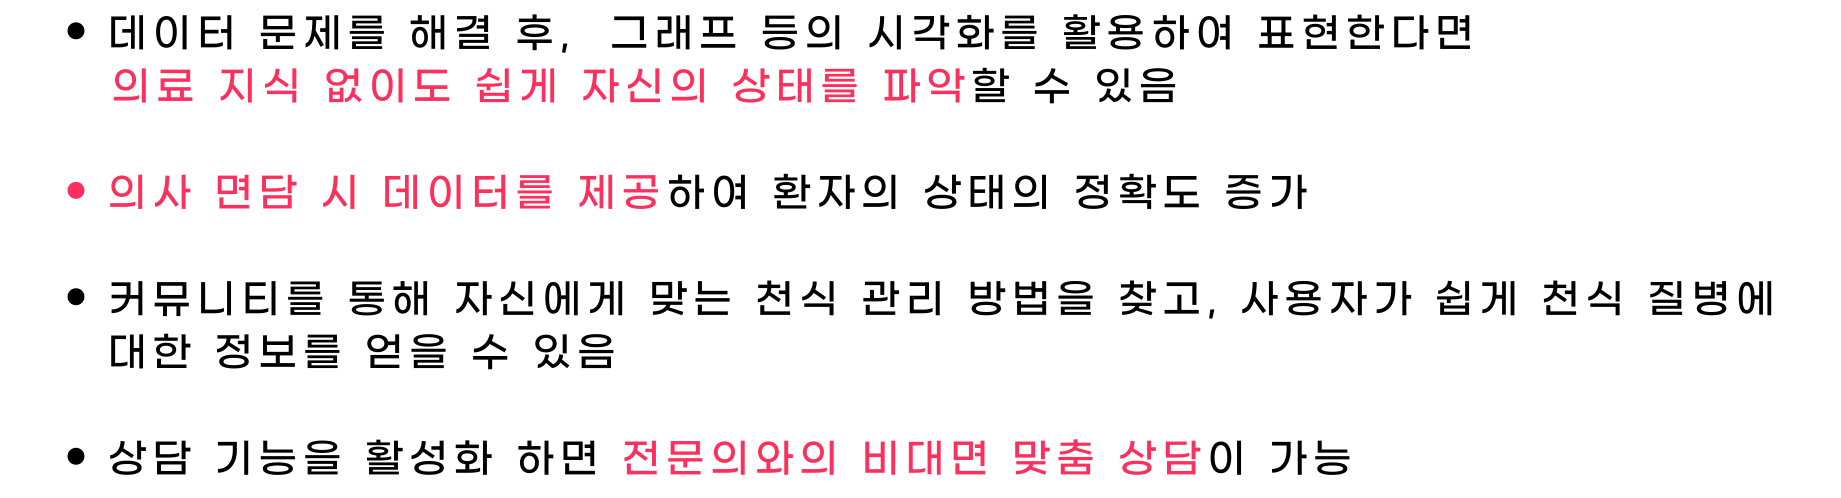 • 데이터 문제를 해결 후, 그래프 등의 시각화를 활용하여 표현한다면
의료 지식 없이도 쉽게 자신의 상태를 파악할 수 있음
• 의사 면담 시 데이터를 제공하여 환자의 상태의 정확도 증가
• 커뮤니티를 통해 자신에게 맞는 천식 관리 방법을 찾고, 사용자가 쉽게 천식 질병에
대한 정보를 얻을 수 있음
• 상담 기능을 활성화 하면 전문의와의 비대면 맞춤 상담이 가능